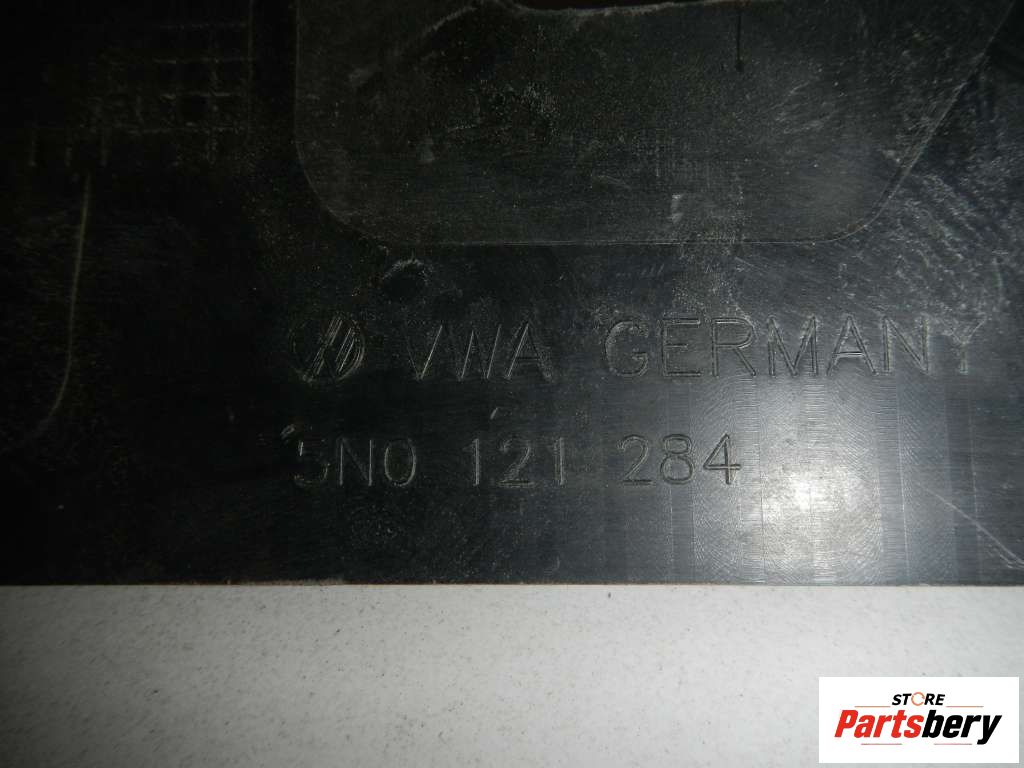 VWA GERMANY
5N0 121 284
STORE
Partsbery